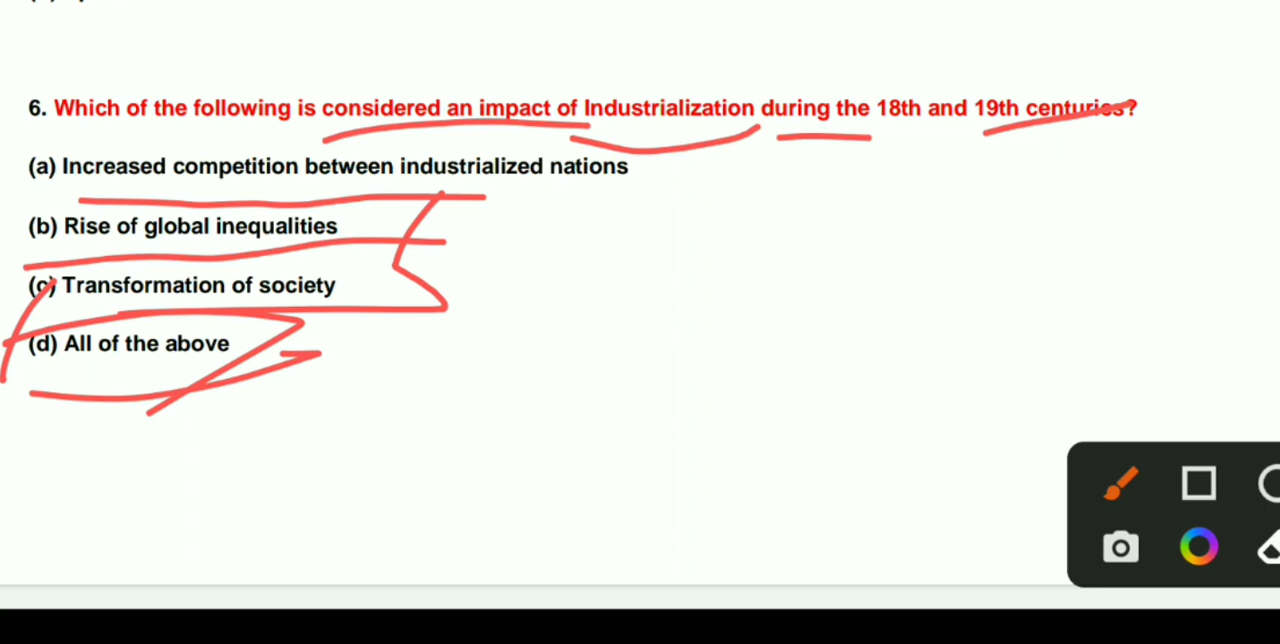 6. Which of the following is considered an impact of Industrialization during the 18th and 19th centuries?
(a) Increased competition between industrialized nations
(b) Rise of global inequalities
(c) Transformation of society
(d) All of the above